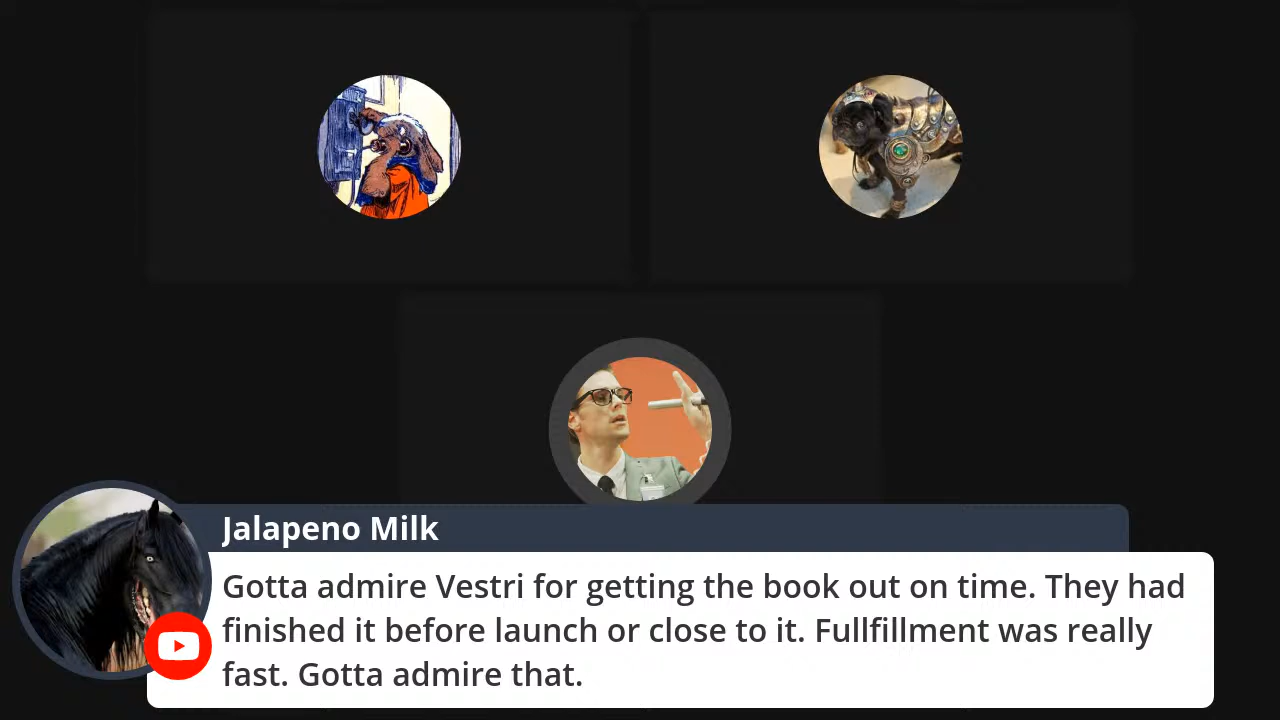 Jalapeno Milk
Gotta admire Vestri for getting the book out on time. They had
finished it before launch or close to it. Fullfillment was really
fast. Gotta admire that.